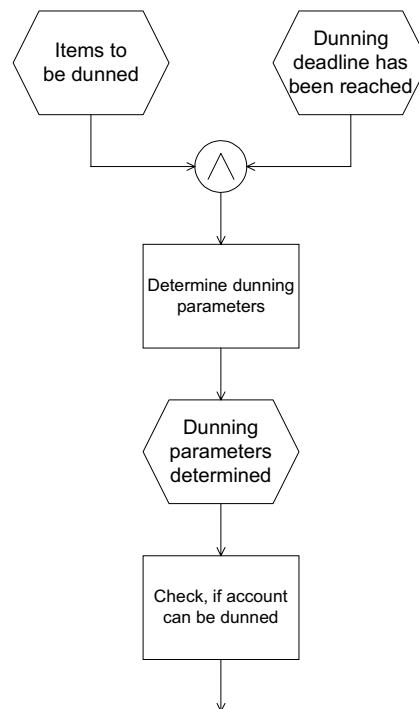 Items to
be dunned
Dunning
deadline has
been reached
Determine dunning
parameters
Dunning
parameters
determined
Check, if account
can be dunned